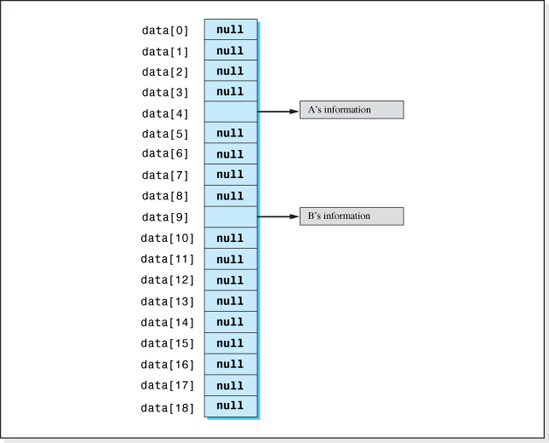 data[0] null
data[1] null
data[2] null
data[3] null
data[4] A's information
data[5] null
data[6] null
data[7] null
data[8] null
data[9] B's information
data[10] null
data[11] null
data[12] null
data[13] null
data[14] null
data[15] null
data[16] null
data[17] null
data[18] null